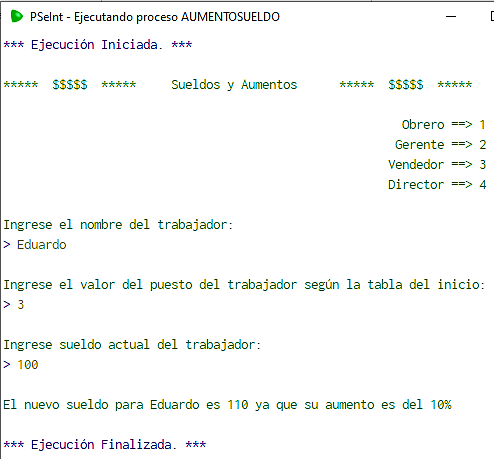 PSeInt - Ejecutando proceso AUMENTOSUELDO
*** Ejecución Iniciada. ***
***** $$$$$ ***** Sueldos y Aumentos ***** $$$$$ *****
Obrero ==> 1
Gerente ==> 2
Vendedor ==> 3
Director ==> 4
Ingrese el nombre del trabajador:
> Eduardo
Ingrese el valor del puesto del trabajador según la tabla del inicio:
> 3
Ingrese sueldo actual del trabajador:
> 100
El nuevo sueldo para Eduardo es 110 ya que su aumento es del 10%
*** Ejecución Finalizada. ***